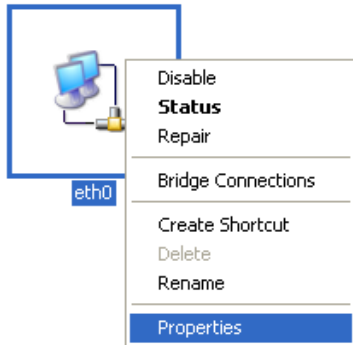 Disable
Status
Repair
Bridge Connections
eth0
Create Shortcut
Delete
Rename
Properties